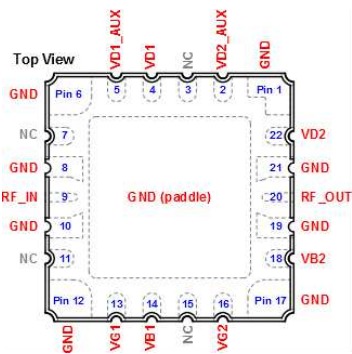 VD1_AUX
VD1
NC
VD2_AUX
GND
Top View
GND
Pin 6
5
4
3
2
Pin 1
NC
7
22
VD2
GND
8
21
GND
RF_IN
9
GND (paddle)
20
RF_OUT
GND
10
19
GND
NC
11
18
VB2
Pin 12
13
14
15
16
Pin 17
GND
GND
VG1
VB1
NC
VG2